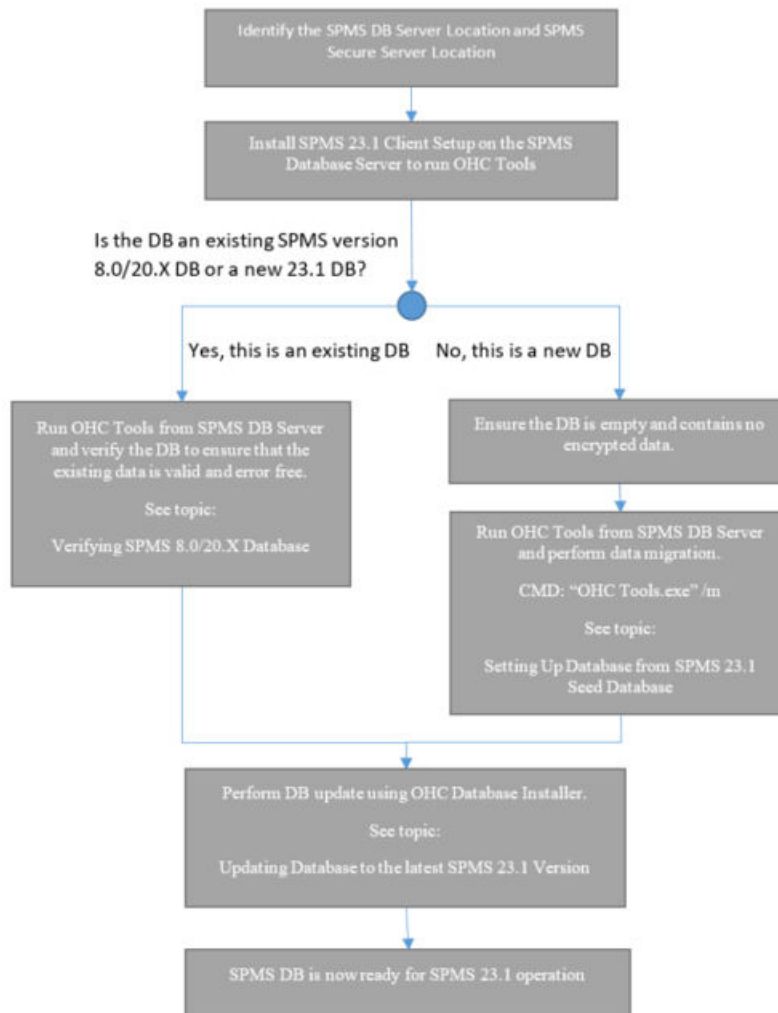 Identify the SPMS DB Server Location and SPMS
Secure Server Location
Install SPMS 23.1 Client Setup on the SPMS
Database Server to run OHC Tools
Is the DB an existing SPMS version
8.0/20.X DB or a new 23.1 DB?
Yes, this is an existing DB
No, this is a new DB
Run OHC Tools from SPMS DB Server
and verify the DB to ensure that the
existing data is valid and error free.
See topic:
Verifying SPMS 8.0/20.X Database
Ensure the DB is empty and contains no
encrypted data.
Run OHC Tools from SPMS DB Server
and perform data migration.
CMD: “OHC Tools.exe” /m
See topic:
Setting Up Database from SPMS 23.1
Seed Database
Perform DB update using OHC Database Installer.
See topic:
Updating Database to the latest SPMS 23.1 Version
SPMS DB is now ready for SPMS 23.1 operation